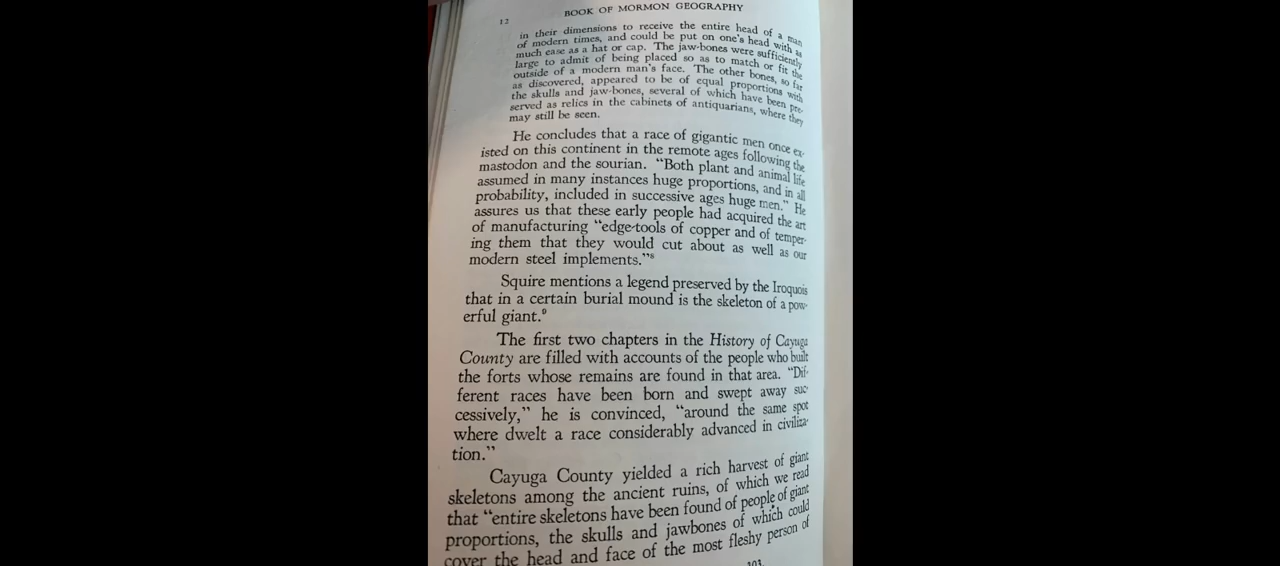 12
BOOK OF MORMON GEOGRAPHY
in their dimensions to receive the entire head of a man
of modern times, and could be put on one's head with as
much ease as a hat or cap. The jaw-bones were sufficiently
large to admit of being placed so as to match or fit the
outside of a modern man's face. The other bones, so far
as discovered, appeared to be of equal proportions with
the skulls and jaw-bones, several of which have been pre-
served as relics in the cabinets of antiquarians, where they
may still be seen.
He concludes that a race of gigantic men once ex-
isted on this continent in the remote ages following the
mastodon and the sourian. "Both plant and animal life
assumed in many instances huge proportions, and in all
probability, included in successive ages huge men." He
assures us that these early people had acquired the art
of manufacturing "edge-tools of copper and of temper-
ing them that they would cut about as well as our
modern steel implements."⁸
Squire mentions a legend preserved by the Iroquois
that in a certain burial mound is the skeleton of a pow-
erful giant.⁹
The first two chapters in the History of Cayuga
County are filled with accounts of the people who built
the forts whose remains are found in that area. "Dif-
ferent races have been born and swept away suc-
cessively," he is convinced, "around the same spot
where dwelt a race considerably advanced in civiliza-
tion."
Cayuga County yielded a rich harvest of giant
skeletons among the ancient ruins, of which we read
that "entire skeletons have been found of people of giant
proportions, the skulls and jawbones of which could
cover the head and face of the most fleshy person of
103.